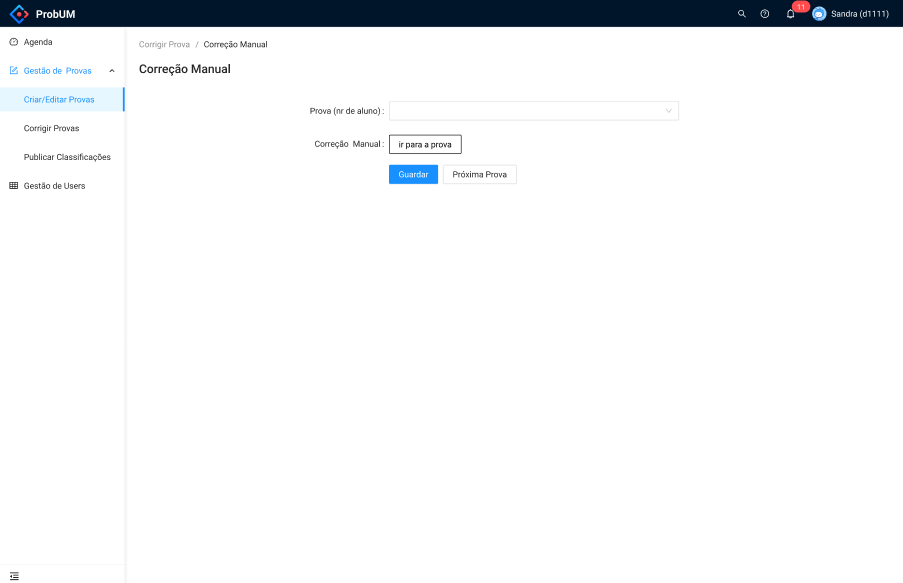 ProbUM
11
Sandra (d1111)
Agenda
Gestão de Provas
Criar/Editar Provas
Corrigir Provas
Publicar Classificações
Gestão de Users
Corrigir Prova / Correção Manual
Correção Manual
Prova (nr de aluno) :
Correção Manual :
ir para a prova
Guardar
Próxima Prova